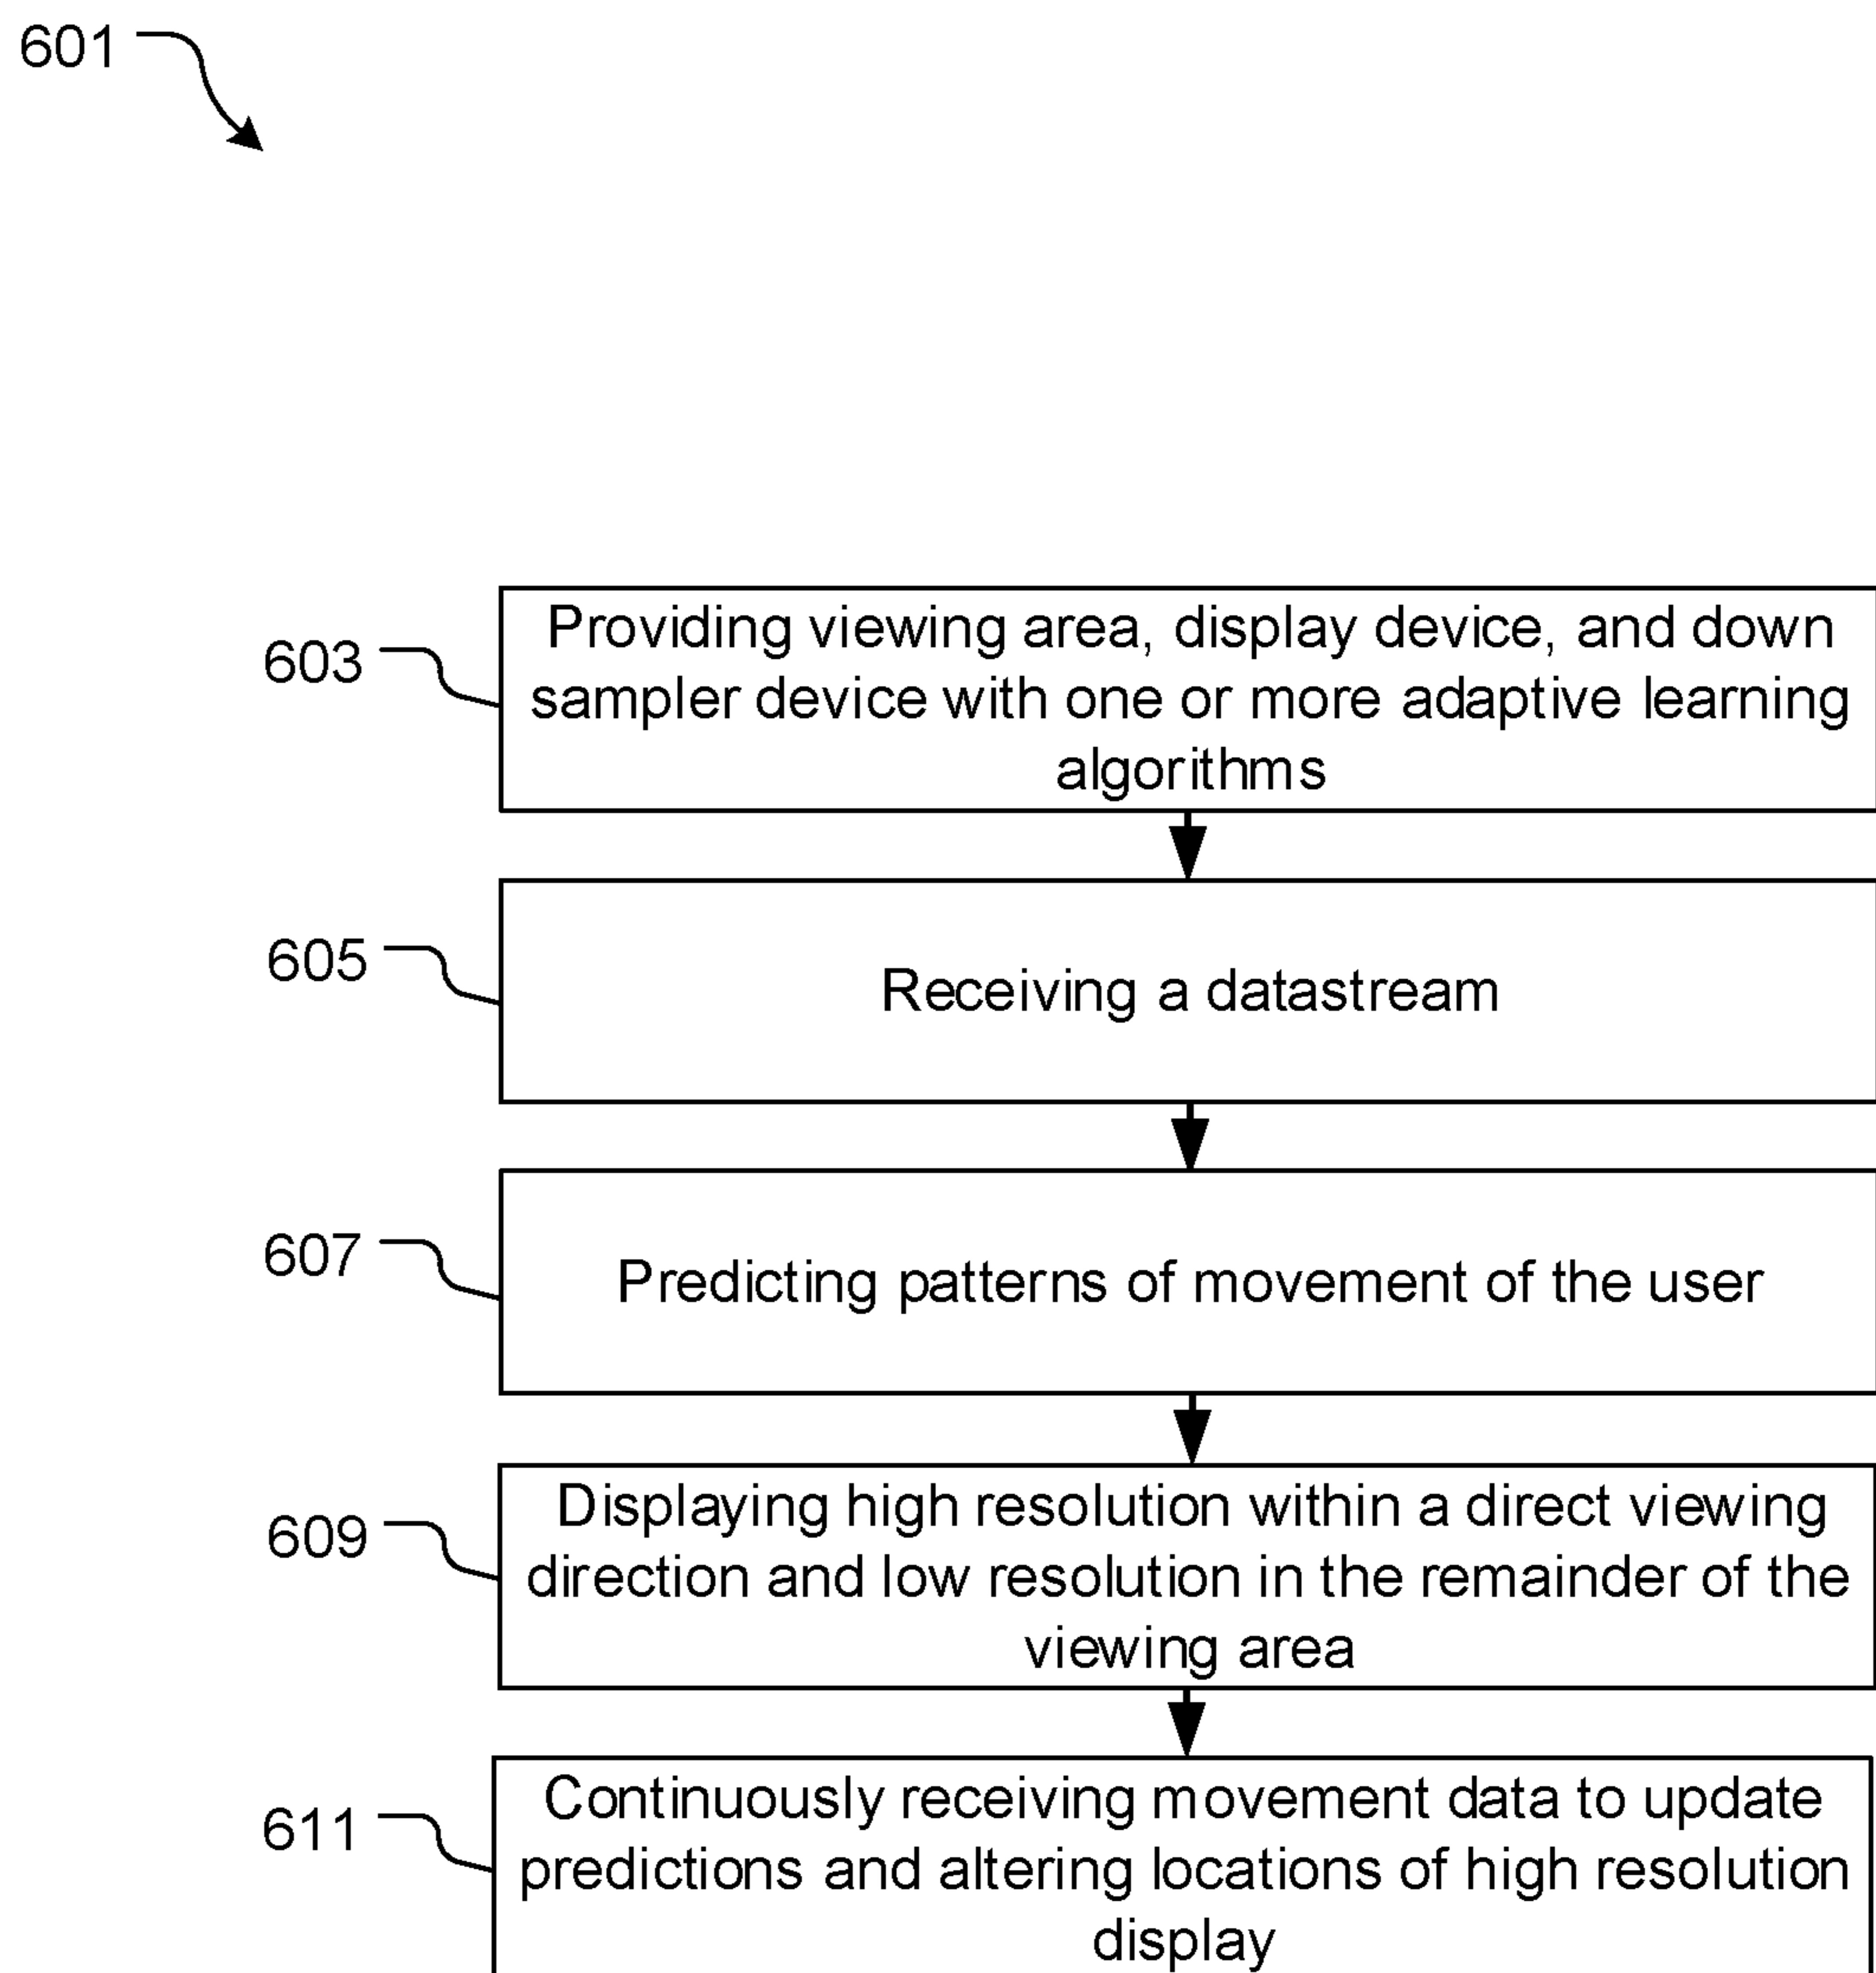 601
603
Providing viewing area, display device, and down
sampler device with one or more adaptive learning
algorithms
605
Receiving a datastream
607
Predicting patterns of movement of the user
609
Displaying high resolution within a direct viewing
direction and low resolution in the remainder of the
viewing area
611
Continuously receiving movement data to update
predictions and altering locations of high resolution
display